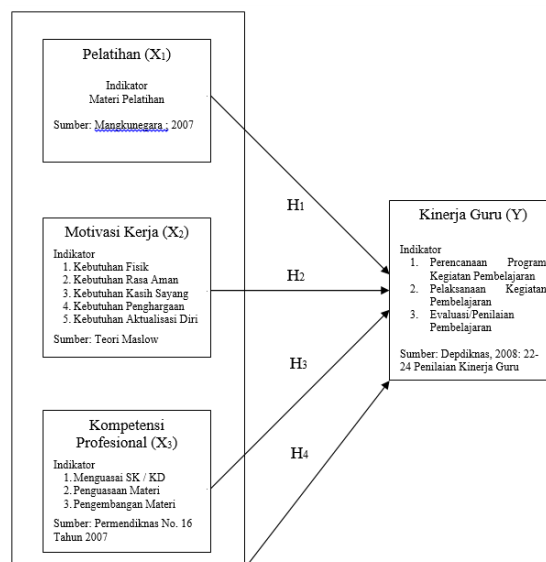 Pelatihan (X1)
Indikator
Materi Pelatihan
Sumber: Mangkunegara ; 2007
H1
Motivasi Kerja (X2)
Indikator
1. Kebutuhan Fisik
2. Kebutuhan Rasa Aman
3. Kebutuhan Kasih Sayang
4. Kebutuhan Penghargaan
5. Kebutuhan Aktualisasi Diri
Sumber: Teori Maslow
H2
Kinerja Guru (Y)
Indikator
1. Perencanaan Program
Kegiatan Pembelajaran
2. Pelaksanaan Kegiatan
Pembelajaran
3. Evaluasi/Penilaian
Pembelajaran
Sumber: Depdiknas, 2008: 22-
24 Penilaian Kinerja Guru
H3
Kompetensi
Profesional (X3)
Indikator
1. Menguasai SK / KD
2. Penguasaan Materi
3. Pengembangan Materi
Sumber: Permendiknas No. 16
Tahun 2007
H4